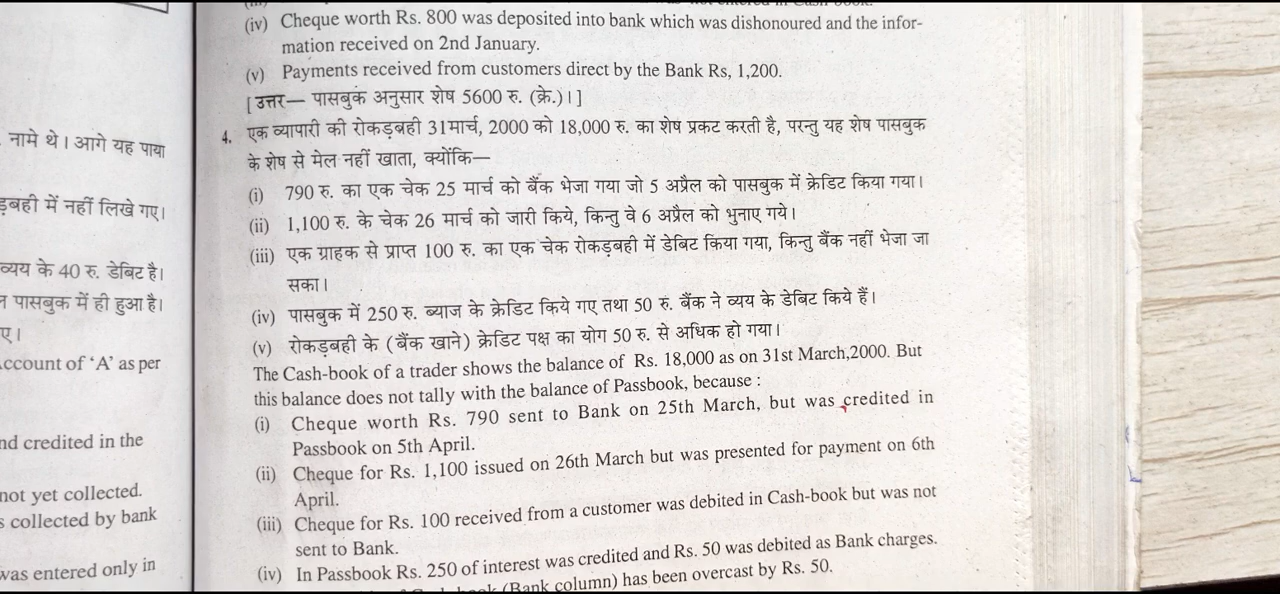 नामे थे। आगे यह पाया
ड़बही में नहीं लिखे गए।
व्यय के 40 रु. डेबिट है।
पासबुक में ही हुआ है।
ए।
account of ‘A’ as per
nd credited in the
not yet collected.
s collected by bank
was entered only in
(iv) Cheque worth Rs. 800 was deposited into bank which was dishonoured and the infor-
mation received on 2nd January.
(v) Payments received from customers direct by the Bank Rs, 1,200.
[उत्तर— पासबुक अनुसार शेष 5600 रु. (क्रे.)।]
4. एक व्यापारी की रोकड़बही 31मार्च, 2000 को 18,000 रु. का शेष प्रकट करती है, परन्तु यह शेष पासबुक
के शेष से मेल नहीं खाता, क्योंकि—
(i) 790 रु. का एक चेक 25 मार्च को बैंक भेजा गया जो 5 अप्रैल को पासबुक में क्रेडिट किया गया।
(ii) 1,100 रु. के चेक 26 मार्च को जारी किये, किन्तु वे 6 अप्रैल को भुनाए गये।
(iii) एक ग्राहक से प्राप्त 100 रु. का एक चेक रोकड़बही में डेबिट किया गया, किन्तु बैंक नहीं भेजा जा
सका।
(iv) पासबुक में 250 रु. ब्याज के क्रेडिट किये गए तथा 50 रु. बैंक ने व्यय के डेबिट किये हैं।
(v) रोकड़बही के (बैंक खाने) क्रेडिट पक्ष का योग 50 रु. से अधिक हो गया।
The Cash-book of a trader shows the balance of Rs. 18,000 as on 31st March,2000. But
this balance does not tally with the balance of Passbook, because :
(i) Cheque worth Rs. 790 sent to Bank on 25th March, but was credited in
Passbook on 5th April.
(ii) Cheque for Rs. 1,100 issued on 26th March but was presented for payment on 6th
April.
(iii) Cheque for Rs. 100 received from a customer was debited in Cash-book but was not
sent to Bank.
(iv) In Passbook Rs. 250 of interest was credited and Rs. 50 was debited as Bank charges.
(Bank column) has been overcast by Rs. 50.